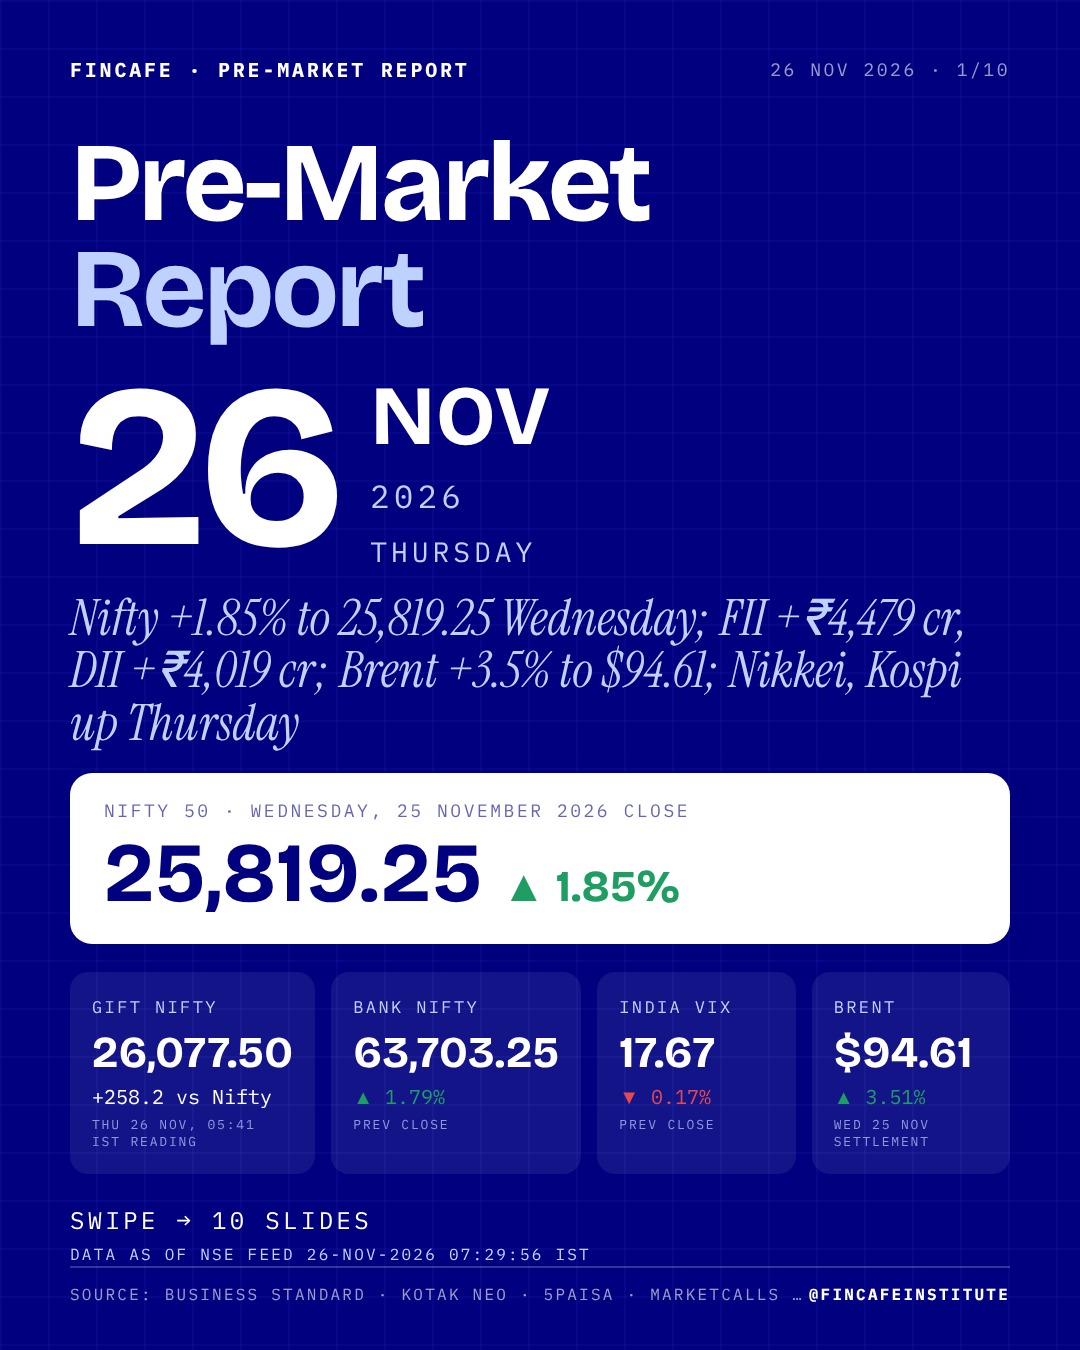 FINCAFE · PRE-MARKET REPORT
26 NOV 2026 · 1/10
Pre-Market
Report
26
NOV
2026
THURSDAY
Nifty +1.85% to 25,819.25 Wednesday; FII +₹4,479 cr,
DII +₹4,019 cr; Brent +3.5% to $94.61; Nikkei, Kospi
up Thursday
NIFTY 50 · WEDNESDAY, 25 NOVEMBER 2026 CLOSE
25,819.25 ▲ 1.85%
GIFT NIFTY
26,077.50
+258.2 vs Nifty
THU 26 NOV, 05:41
IST READING
BANK NIFTY
63,703.25
▲ 1.79%
PREV CLOSE
INDIA VIX
17.67
▼ 0.17%
PREV CLOSE
BRENT
$94.61
▲ 3.51%
WED 25 NOV
SETTLEMENT
SWIPE → 10 SLIDES
DATA AS OF NSE FEED 26-NOV-2026 07:29:56 IST
SOURCE: BUSINESS STANDARD · KOTAK NEO · 5PAISA · MARKETCALLS … @FINCAFEINSTITUTE